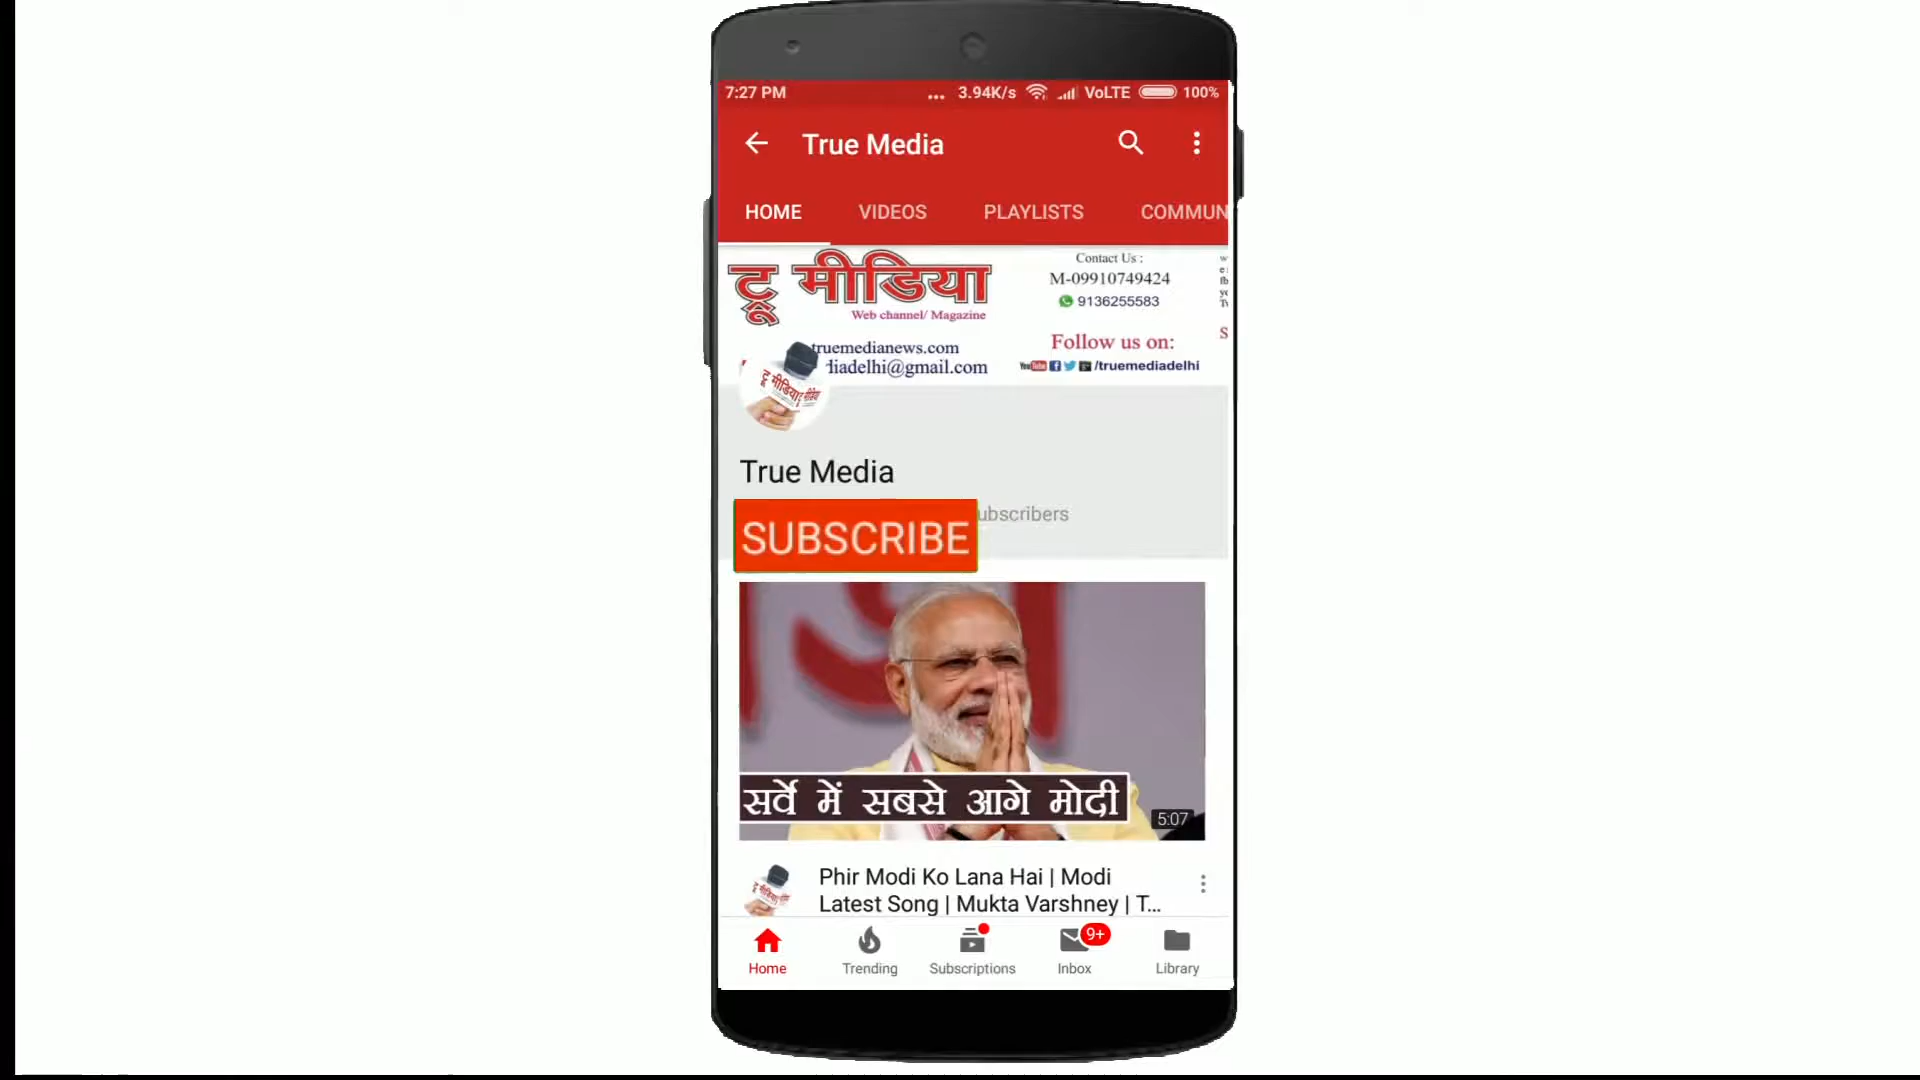 7:27 PM ... 3.94K/s VoLTE 100%
True Media
HOME VIDEOS PLAYLISTS COMMUN
ट्रू मीडिया
Web channel/ Magazine
Contact Us :
M-09910749424
9136255583
truemedianews.com
diadelhi@gmail.com
Follow us on:
You Tube /truemediadelhi
True Media
SUBSCRIBE
ubscribers
सर्वे में सबसे आगे मोदी
5:07
Phir Modi Ko Lana Hai | Modi
Latest Song | Mukta Varshney | T...
9+
Home Trending Subscriptions Inbox Library